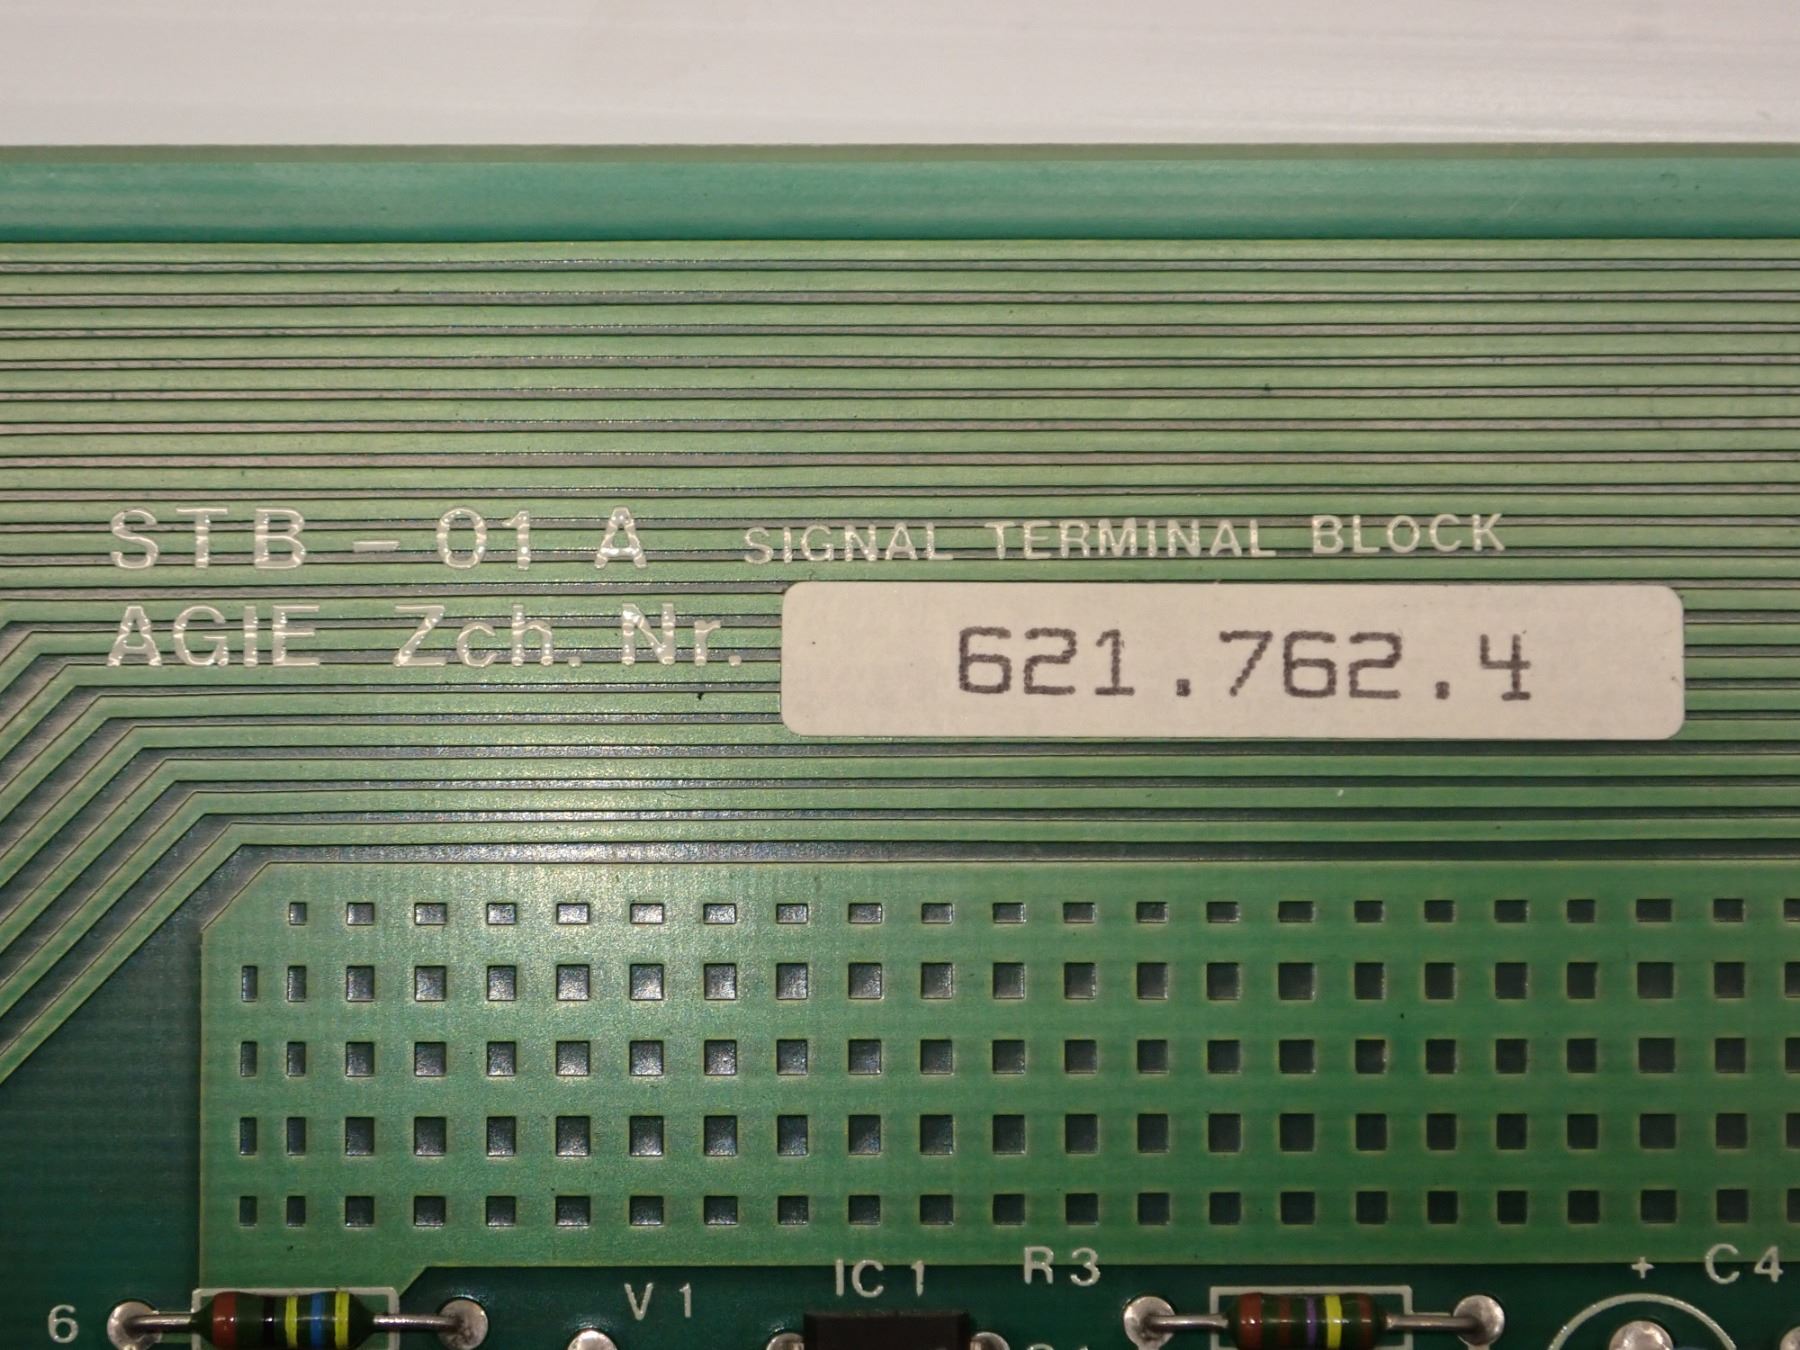 STB - 01 A SIGNAL TERMINAL BLOCK
AGIE Zch. Nr. 621.762.4
IC1 R3 + C4
6 V1